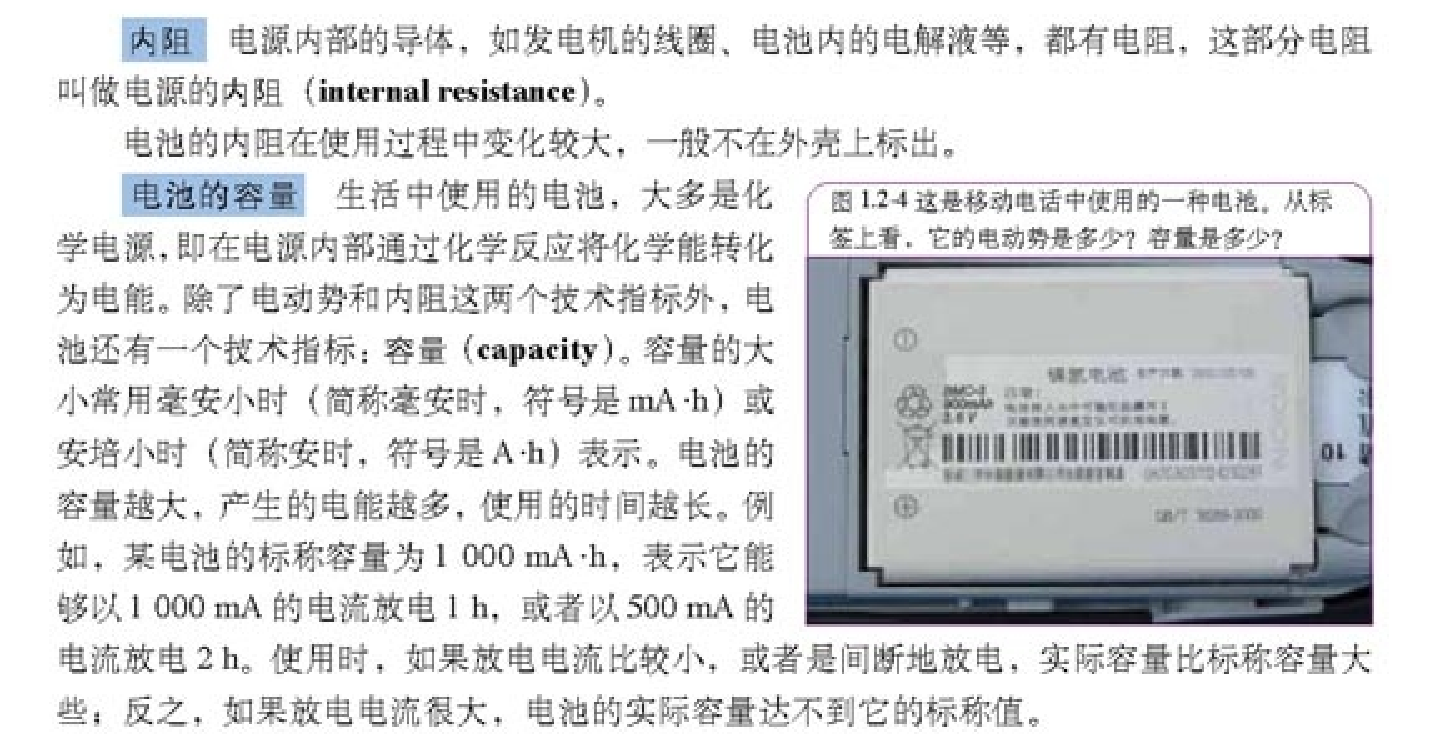 内阻 电源内部的导体，如发电机的线圈、电池内的电解液等，都有电阻，这部分电阻
叫做电源的内阻（internal resistance）。
电池的内阻在使用过程中变化较大，一般不在外壳上标出。
电池的容量 生活中使用的电池，大多是化
学电源，即在电源内部通过化学反应将化学能转化
为电能。除了电动势和内阻这两个技术指标外，电
池还有一个技术指标：容量（capacity）。容量的大
小常用毫安小时（简称毫安时，符号是 mA·h）或
安培小时（简称安时，符号是 A·h）表示。电池的
容量越大，产生的电能越多，使用的时间越长。例
如，某电池的标称容量为 1 000 mA·h，表示它能
够以 1 000 mA 的电流放电 1 h，或者以 500 mA 的
电流放电 2 h。使用时，如果放电电流比较小，或者是间断地放电，实际容量比标称容量大
些；反之，如果放电电流很大，电池的实际容量达不到它的标称值。
图 1.2-4 这是移动电话中使用的一种电池。从标
签上看，它的电动势是多少？容量是多少？
镍氢电池
BMC-3
900mAh
3.6 V
10